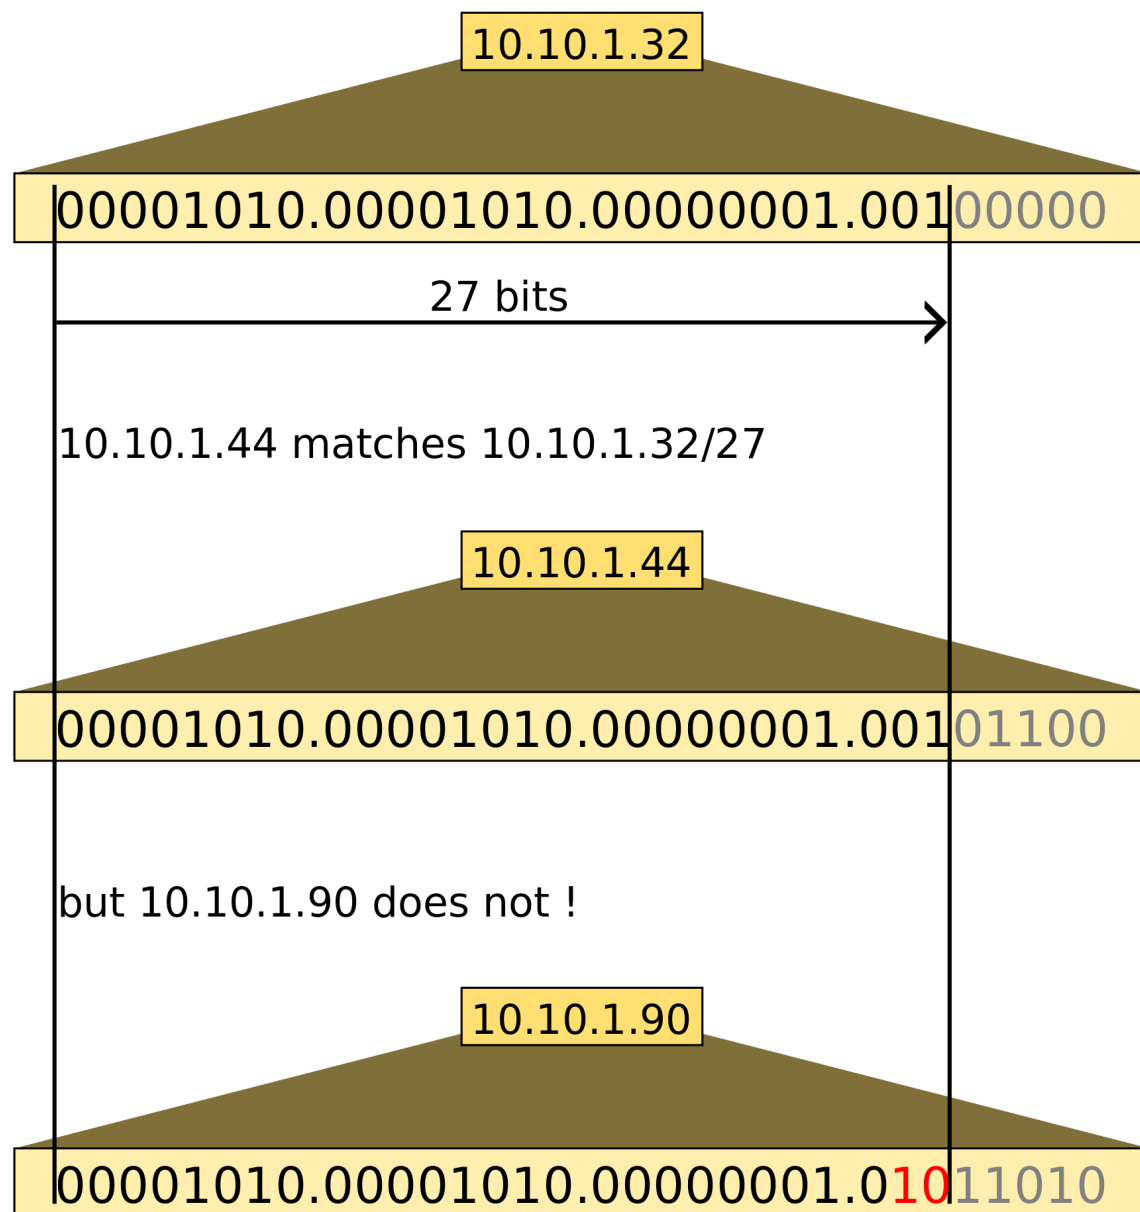 10.10.1.32
00001010.00001010.00000001.00100000
27 bits
10.10.1.44 matches 10.10.1.32/27
10.10.1.44
00001010.00001010.00000001.00101100
but 10.10.1.90 does not !
10.10.1.90
00001010.00001010.00000001.01011010